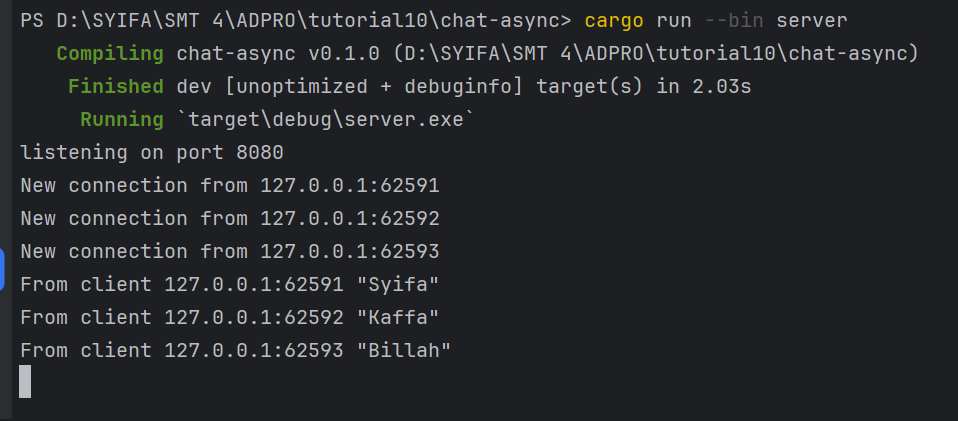 PS D:\SYIFA\SMT 4\ADPRO\tutorial10\chat-async> cargo run --bin server
Compiling chat-async v0.1.0 (D:\SYIFA\SMT 4\ADPRO\tutorial10\chat-async)
Finished dev [unoptimized + debuginfo] target(s) in 2.03s
Running `target\debug\server.exe`
listening on port 8080
New connection from 127.0.0.1:62591
New connection from 127.0.0.1:62592
New connection from 127.0.0.1:62593
From client 127.0.0.1:62591 "Syifa"
From client 127.0.0.1:62592 "Kaffa"
From client 127.0.0.1:62593 "Billah"